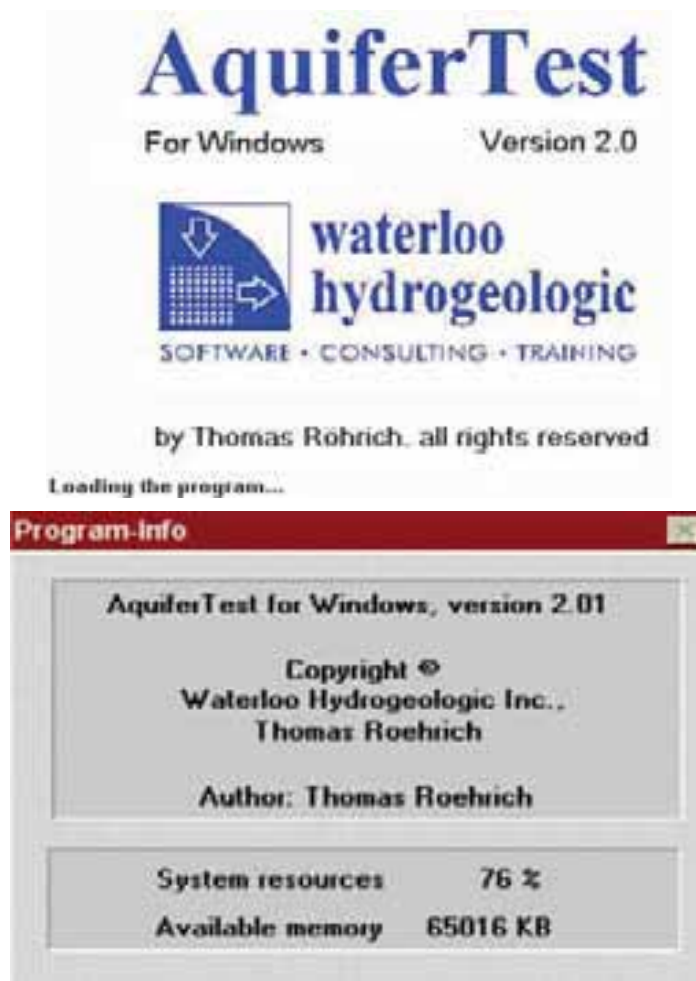 AquiferTest
For Windows Version 2.0
waterloo
hydrogeologic
SOFTWARE · CONSULTING · TRAINING
by Thomas Röhrich, all rights reserved
Loading the program...
Program-Info
AquiferTest for Windows, version 2.01
Copyright ©
Waterloo Hydrogeologic Inc.,
Thomas Roehrich
Author: Thomas Roehrich
System resources 76 %
Available memory 65016 KB